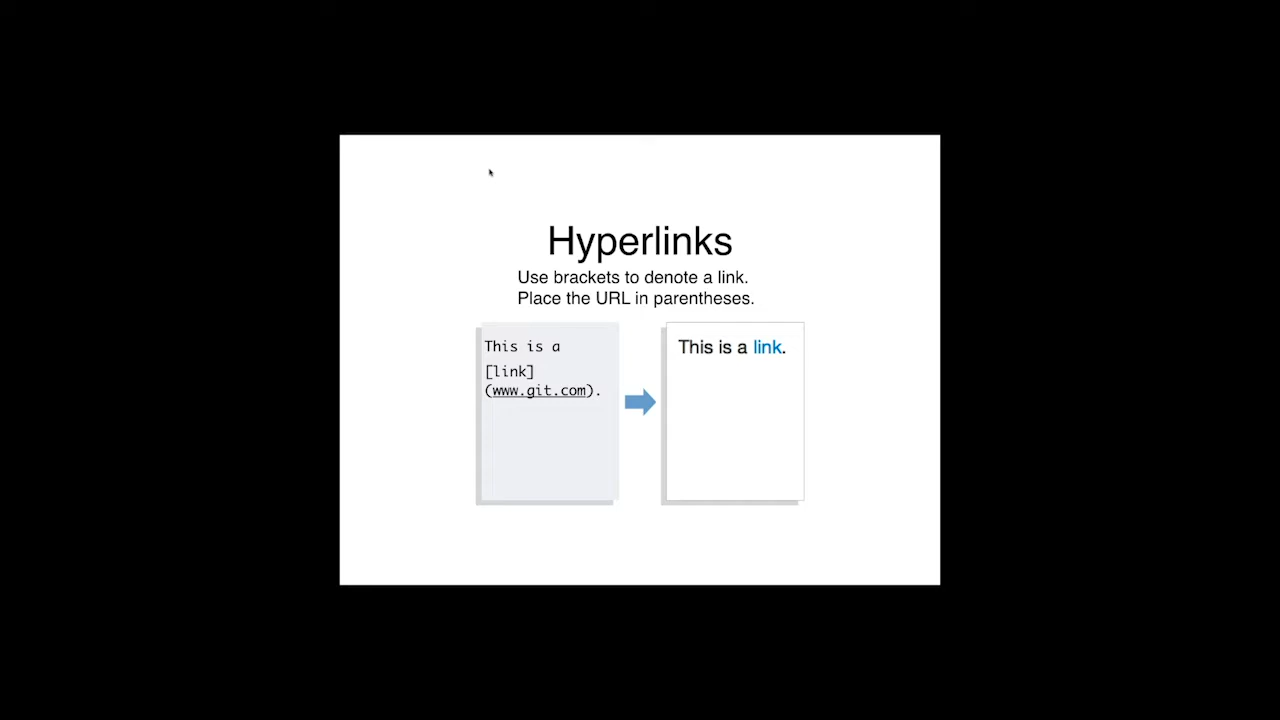 Hyperlinks
Use brackets to denote a link.
Place the URL in parentheses.
This is a
[link]
(www.git.com).
This is a link.